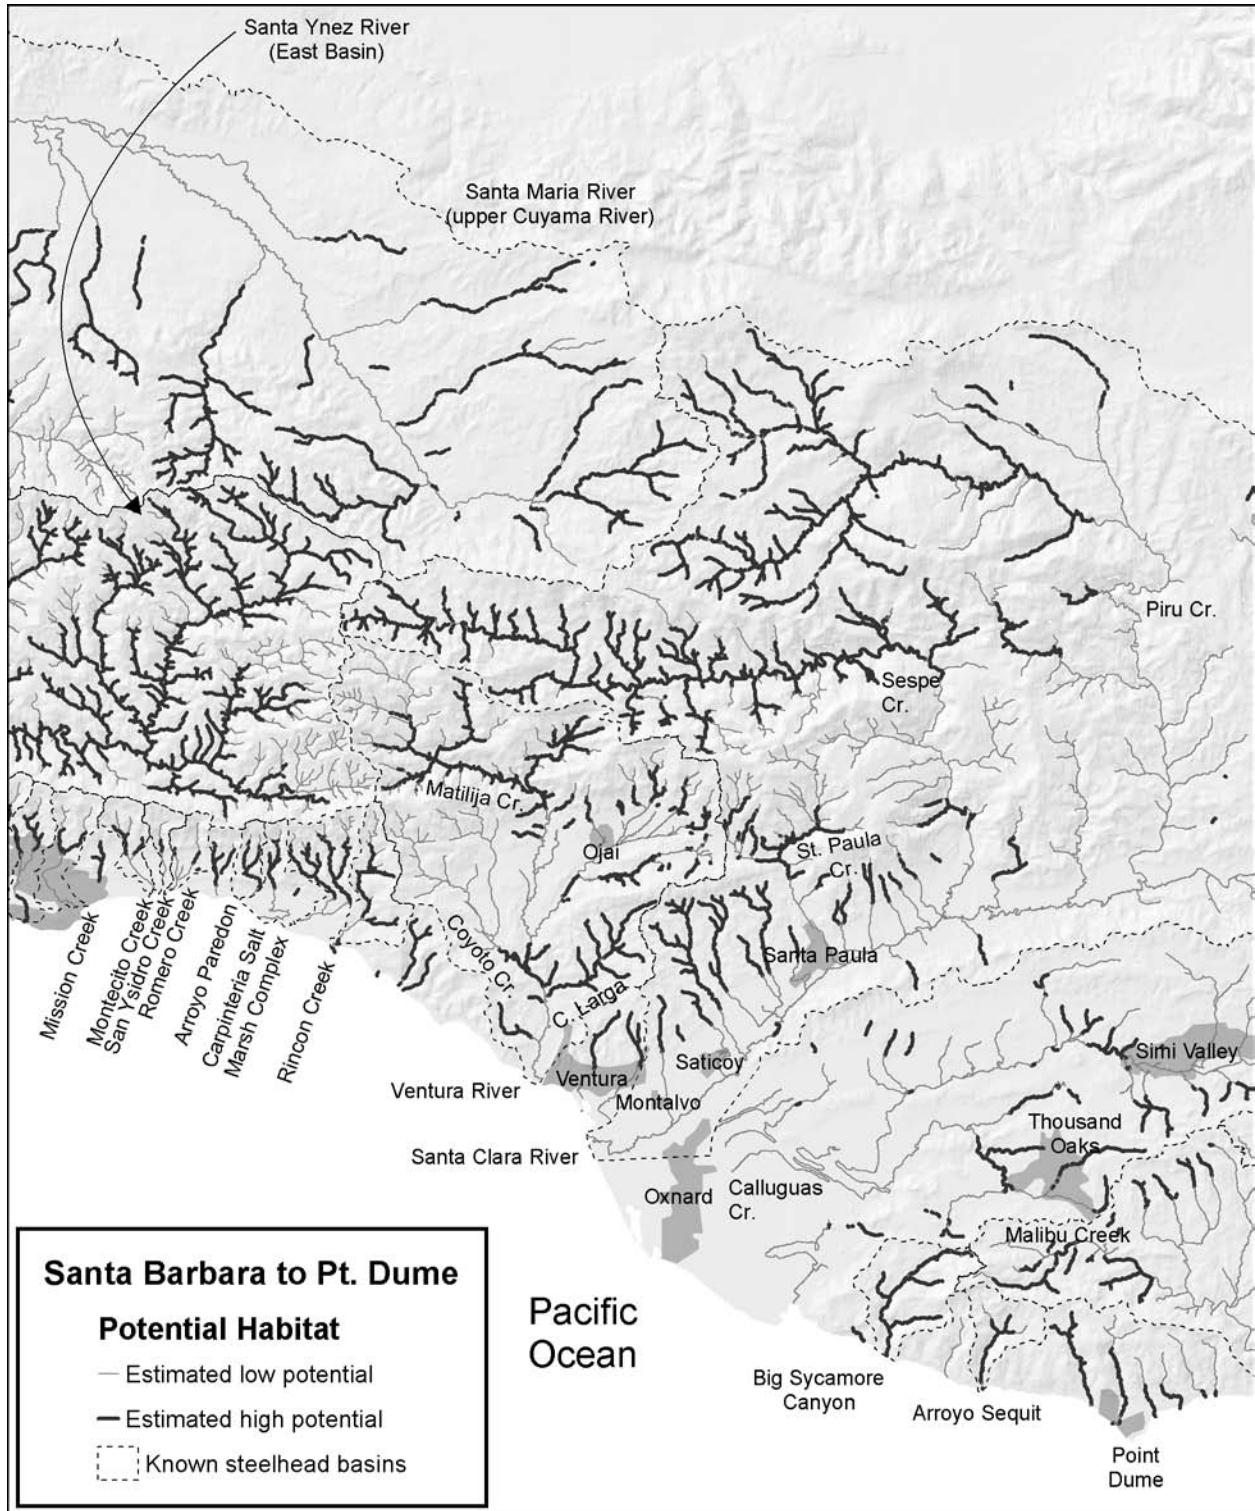 Santa Ynez River
(East Basin)
Santa Maria River
(upper Cuyama River)
Piru Cr.
Sespe
Cr.
Matilija Cr.
Ojai
St. Paula
Cr.
Santa Paula
Coyoto Cr.
C. Larga
Mission Creek
Montecito Creek
San Ysidro Creek
Romero Creek
Arroyo Paredon
Carpinteria Salt
Marsh Complex
Rincon Creek
Ventura River
Ventura
Saticoy
Montalvo
Simi Valley
Thousand
Oaks
Santa Clara River
Oxnard
Calluguas
Cr.
Malibu Creek
Big Sycamore
Canyon
Arroyo Sequit
Point
Dume
Pacific
Ocean
Santa Barbara to Pt. Dume
Potential Habitat
Estimated low potential
Estimated high potential
Known steelhead basins